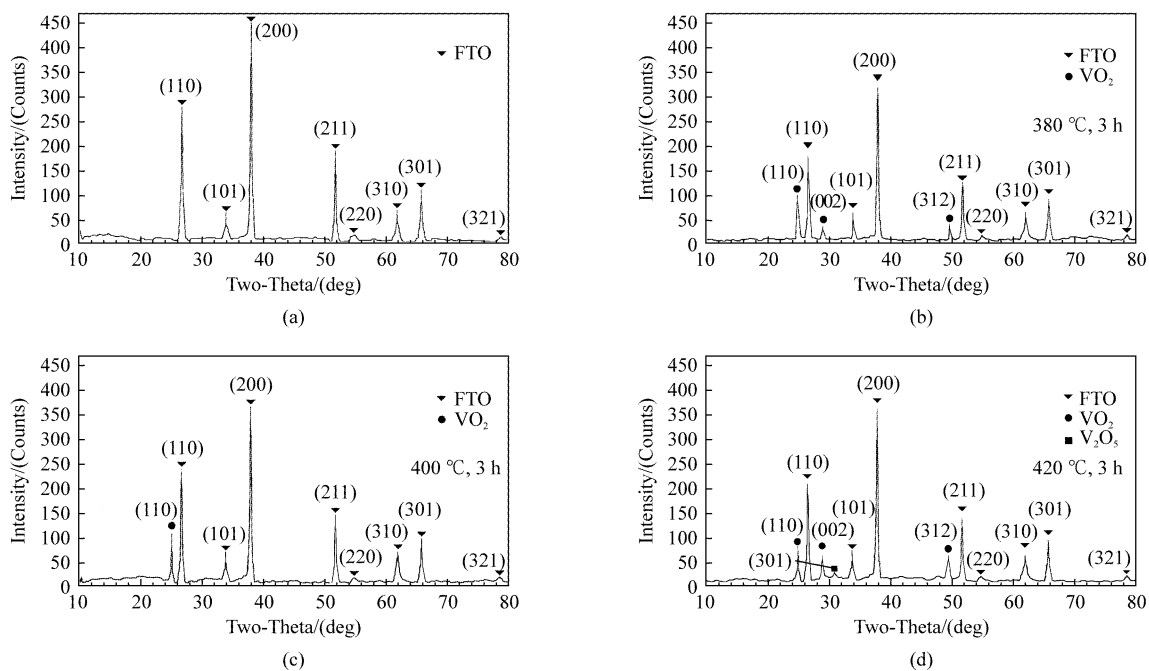 450
400
350
300
250
200
150
100
50
0
Intensity/(Counts)
(110)
(101)
(200)
(211)
(220)
(310)
(301)
(321)
FTO
10 20 30 40 50 60 70 80
Two-Theta/(deg)
(a)
450
400
350
300
250
200
150
100
50
0
Intensity/(Counts)
(110)
(110)
(002)
(101)
(200)
(312)
(211)
(220)
(310)
(301)
(321)
FTO
VO₂
380 ℃, 3 h
10 20 30 40 50 60 70 80
Two-Theta/(deg)
(b)
450
400
350
300
250
200
150
100
50
0
Intensity/(Counts)
(110)
(110)
(101)
(200)
(211)
(220)
(310)
(301)
(321)
FTO
VO₂
400 ℃, 3 h
10 20 30 40 50 60 70 80
Two-Theta/(deg)
(c)
450
400
350
300
250
200
150
100
50
0
Intensity/(Counts)
(110)
(110)
(002)
(301)
(101)
(200)
(312)
(211)
(220)
(310)
(301)
(321)
FTO
VO₂
V₂O₅
420 ℃, 3 h
10 20 30 40 50 60 70 80
Two-Theta/(deg)
(d)